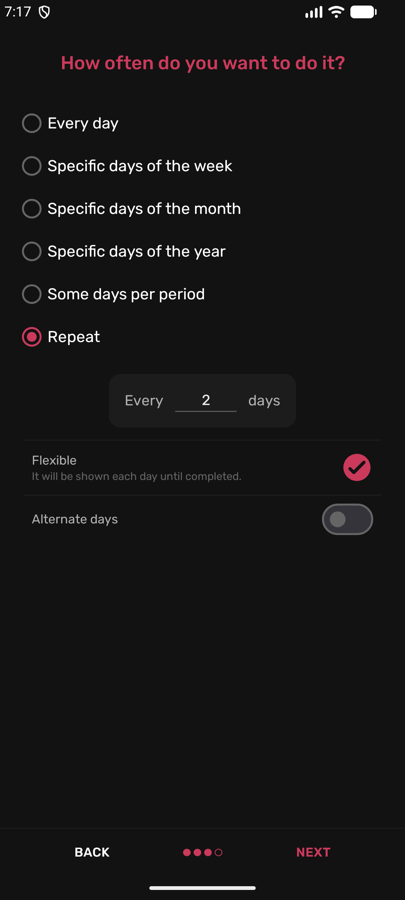 7:17
How often do you want to do it?
Every day
Specific days of the week
Specific days of the month
Specific days of the year
Some days per period
Repeat
Every 2 days
Flexible
It will be shown each day until completed.
Alternate days
BACK NEXT